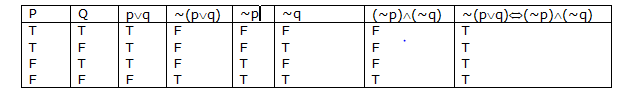 P Q p∨q ~(p∨q) ~p ~q (~p)∧(~q) ~(p∨q)⇔(~p)∧(~q)
T T T F F F F T
T F T F F T F T
F T T F T F F T
F F F T T T T T